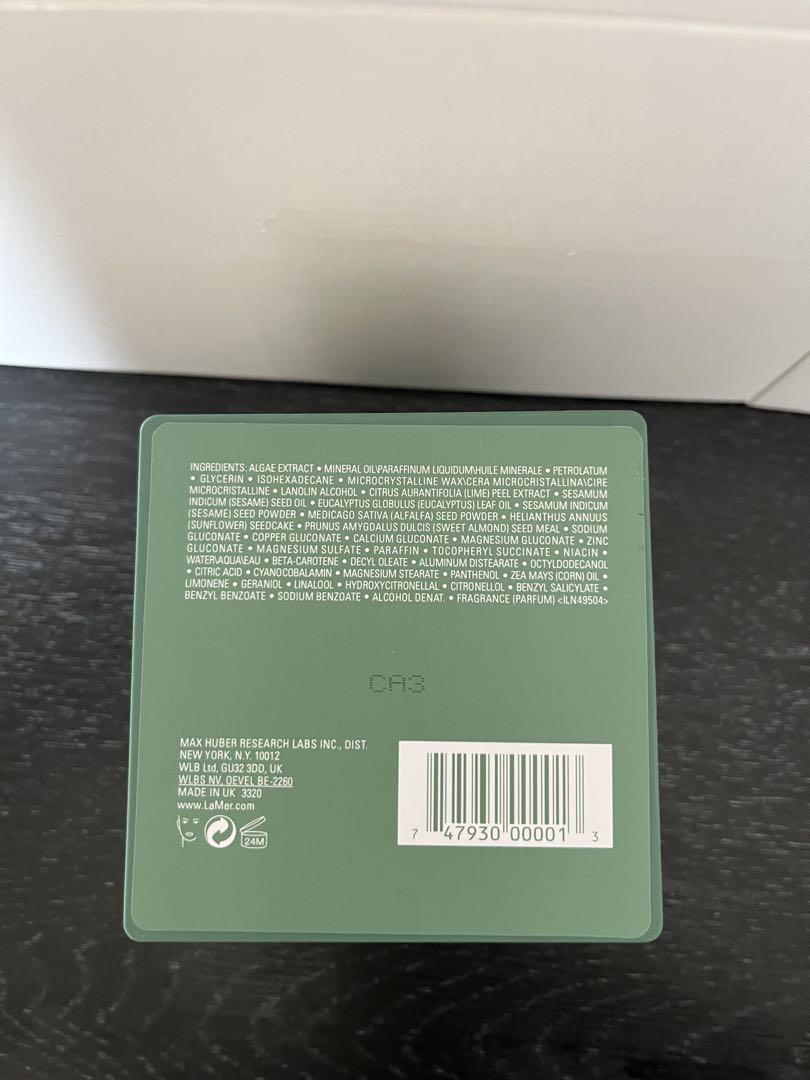 INGREDIENTS: ALGAE EXTRACT • MINERAL OIL\PARAFFINUM LIQUIDUM\HUILE MINERALE • PETROLATUM
• GLYCERIN • ISOHEXADECANE • MICROCRYSTALLINE WAX\CERA MICROCRISTALLINA\CIRE
MICROCRISTALLINE • LANOLIN ALCOHOL • CITRUS AURANTIFOLIA (LIME) PEEL EXTRACT • SESAMUM
INDICUM (SESAME) SEED OIL • EUCALYPTUS GLOBULUS (EUCALYPTUS) LEAF OIL • SESAMUM INDICUM
(SESAME) SEED POWDER • MEDICAGO SATIVA (ALFALFA) SEED POWDER • HELIANTHUS ANNUUS
(SUNFLOWER) SEEDCAKE • PRUNUS AMYGDALUS DULCIS (SWEET ALMOND) SEED MEAL • SODIUM
GLUCONATE • COPPER GLUCONATE • CALCIUM GLUCONATE • MAGNESIUM GLUCONATE • ZINC
GLUCONATE • MAGNESIUM SULFATE • PARAFFIN • TOCOPHERYL SUCCINATE • NIACIN •
WATER\AQUA\EAU • BETA-CAROTENE • DECYL OLEATE • ALUMINUM DISTEARATE • OCTYLDODECANOL
• CITRIC ACID • CYANOCOBALAMIN • MAGNESIUM STEARATE • PANTHENOL • ZEA MAYS (CORN) OIL •
LIMONENE • GERANIOL • LINALOOL • HYDROXYCITRONELLAL • CITRONELLOL • BENZYL SALICYLATE •
BENZYL BENZOATE • SODIUM BENZOATE • ALCOHOL DENAT. • FRAGRANCE (PARFUM) <ILN49504>
CA3
MAX HUBER RESEARCH LABS INC., DIST.
NEW YORK, N.Y. 10012
WLB Ltd, GU32 3DD, UK
WLBS NV, OEVEL BE-2260
MADE IN UK 3320
www.LaMer.com
24M
7 47930 00001 3